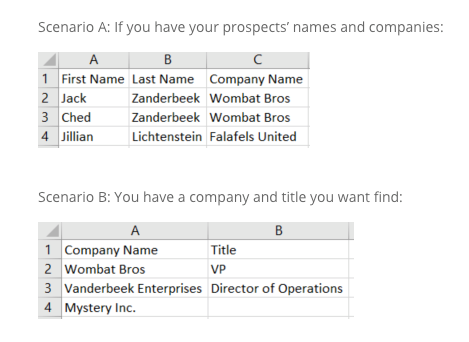 Scenario A: If you have your prospects’ names and companies:
A B C
1 First Name Last Name Company Name
2 Jack Zanderbeek Wombat Bros
3 Ched Zanderbeek Wombat Bros
4 Jillian Lichtenstein Falafels United
Scenario B: You have a company and title you want find:
A B
1 Company Name Title
2 Wombat Bros VP
3 Vanderbeek Enterprises Director of Operations
4 Mystery Inc.